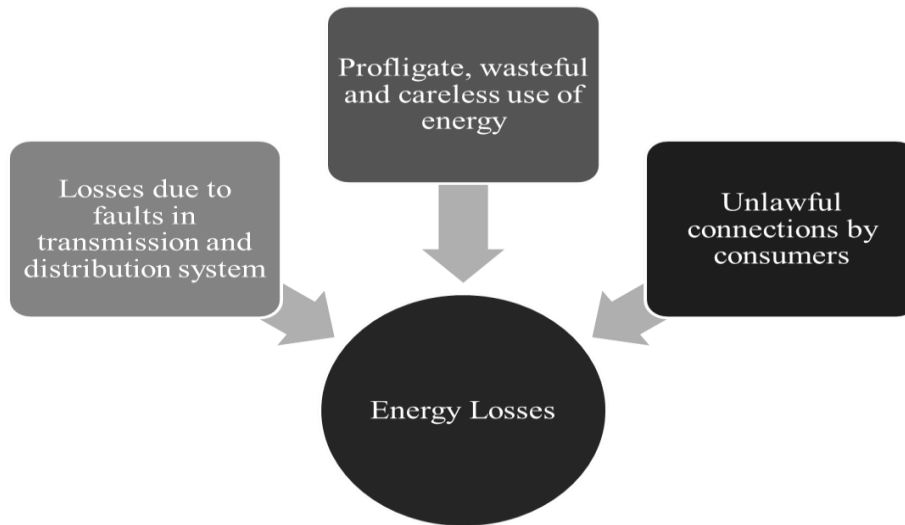 Profligate, wasteful
and careless use of
energy
Losses due to
faults in
transmission and
distribution system
Unlawful
connections by
consumers
Energy Losses